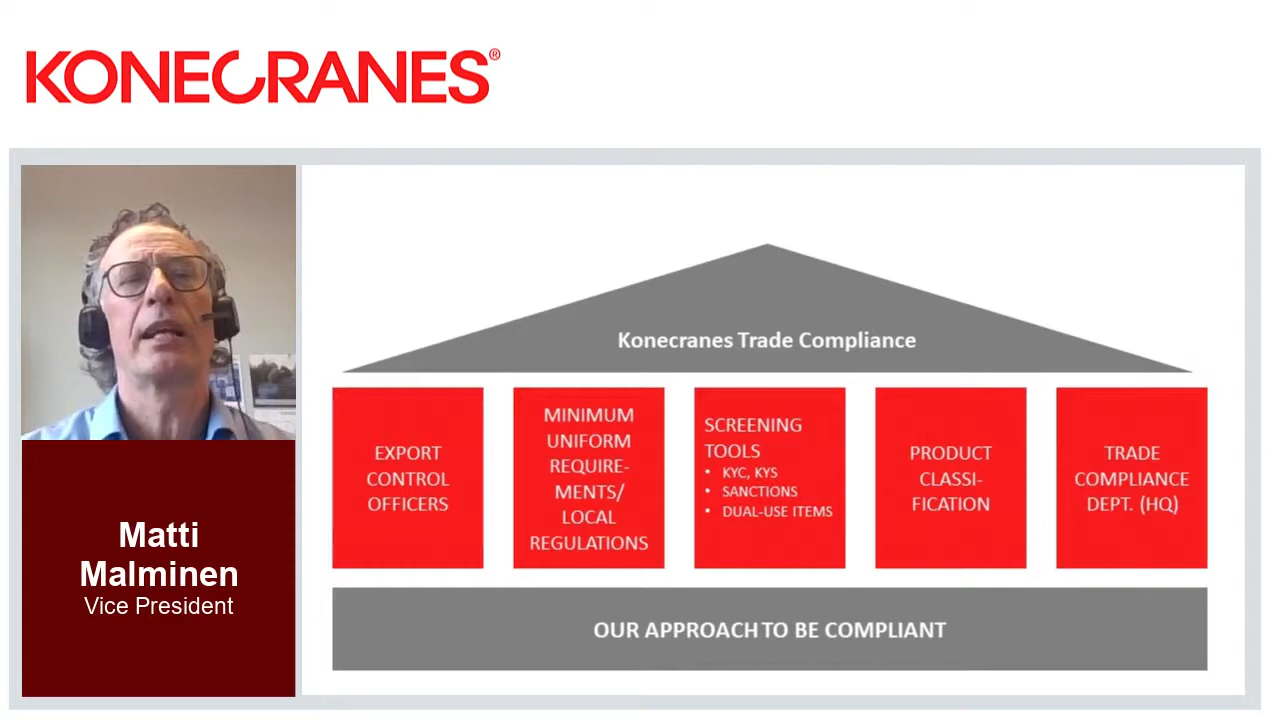 KONECRANES®
Matti
Malminen
Vice President
Konecranes Trade Compliance
EXPORT
CONTROL
OFFICERS
MINIMUM
UNIFORM
REQUIRE-
MENTS/
LOCAL
REGULATIONS
SCREENING
TOOLS
• KYC, KYS
• SANCTIONS
• DUAL-USE ITEMS
PRODUCT
CLASSI-
FICATION
TRADE
COMPLIANCE
DEPT. (HQ)
OUR APPROACH TO BE COMPLIANT